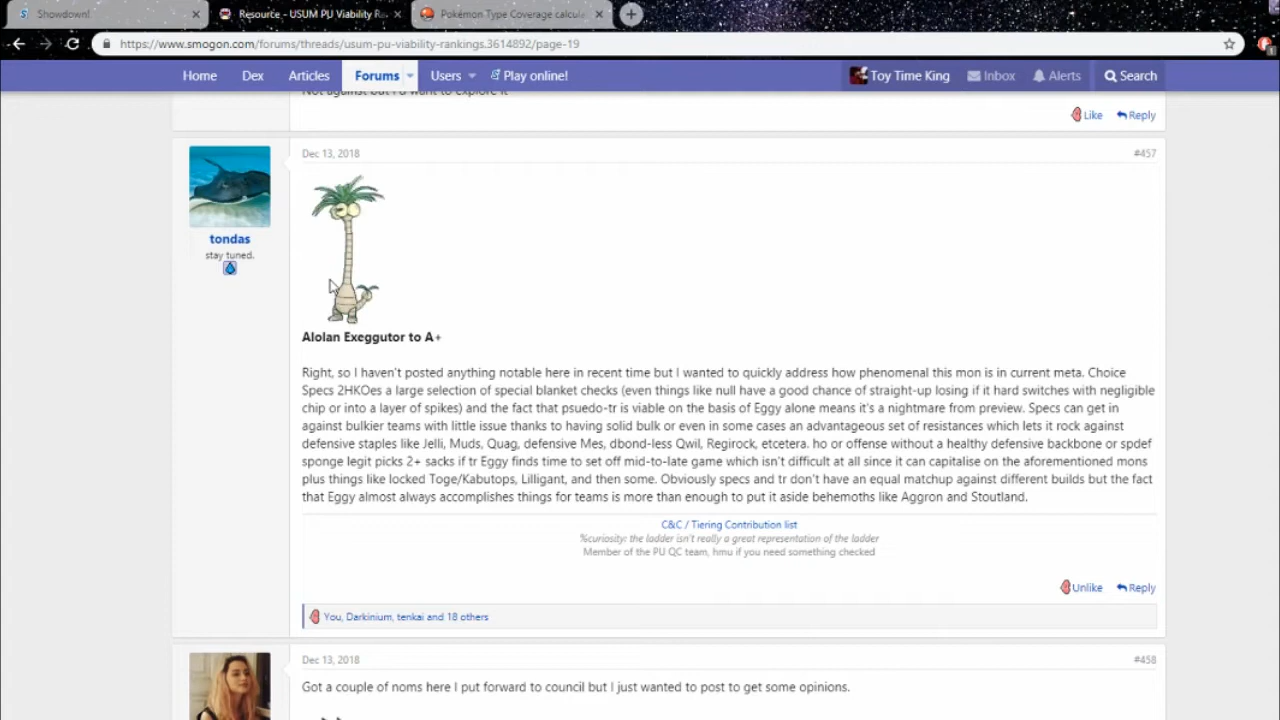 Showdown!
Resource - USUM PU Viability Ra
Pokémon Type Coverage calcula
https://www.smogon.com/forums/threads/usum-pu-viability-rankings.3614892/page-19
Home Dex Articles Forums Users Play online! Toy Time King Inbox Alerts Search
Not against but i'd want to explore it
Like Reply
Dec 13, 2018 #457
tondas
stay tuned.
Alolan Exeggutor to A+
Right, so I haven't posted anything notable here in recent time but I wanted to quickly address how phenomenal this mon is in current meta. Choice
Specs 2HKOes a large selection of special blanket checks (even things like null have a good chance of straight-up losing if it hard switches with negligible
chip or into a layer of spikes) and the fact that psuedo-tr is viable on the basis of Eggy alone means it's a nightmare from preview. Specs can get in
against bulkier teams with little issue thanks to having solid bulk or even in some cases an advantageous set of resistances which lets it rock against
defensive staples like Jelli, Muds, Quag, defensive Mes, dbond-less Qwil, Regirock, etcetera. ho or offense without a healthy defensive backbone or spdef
sponge legit picks 2+ sacks if tr Eggy finds time to set off mid-to-late game which isn't difficult at all since it can capitalise on the aforementioned mons
plus things like locked Toge/Kabutops, Lilligant, and then some. Obviously specs and tr don't have an equal matchup against different builds but the fact
that Eggy almost always accomplishes things for teams is more than enough to put it aside behemoths like Aggron and Stoutland.
C&C / Tiering Contribution list
%curiosity: the ladder isn't really a great representation of the ladder
Member of the PU QC team, hmu if you need something checked
Unlike Reply
You, Darkinium, tenkai and 18 others
Dec 13, 2018 #458
Got a couple of noms here I put forward to council but I just wanted to post to get some opinions.